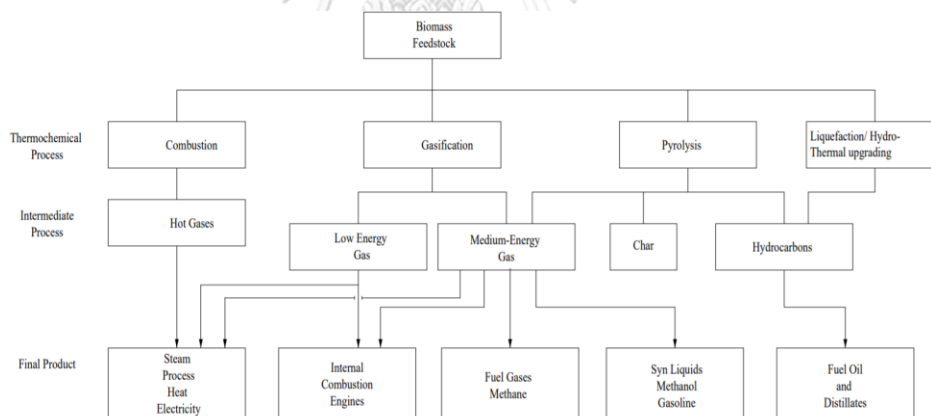 Biomass
Feedstock
Thermochemical
Process
Combustion
Gasification
Pyrolysis
Liquefaction/ Hydro-
Thermal upgrading
Intermediate
Process
Hot Gases
Low Energy
Gas
Medium-Energy
Gas
Char
Hydrocarbons
Final Product
Steam
Process
Heat
Electricity
Internal
Combustion
Engines
Fuel Gases
Methane
Syn Liquids
Methanol
Gasoline
Fuel Oil
and
Distillates